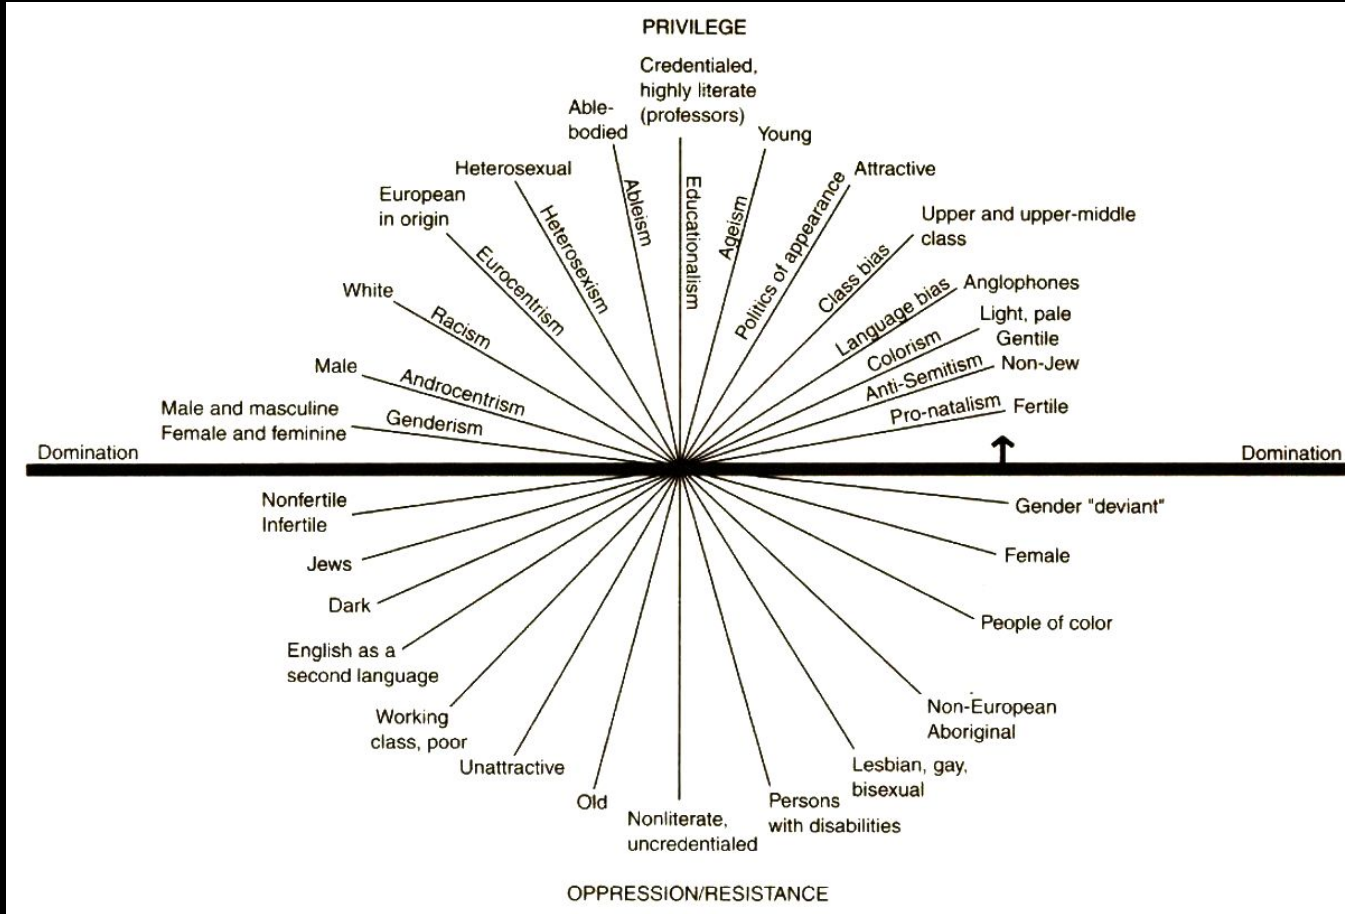 PRIVILEGE
Credentialed,
highly literate
(professors)
Able-
bodied
Young
Heterosexual
Attractive
European
in origin
Upper and upper-middle
class
White
Anglophones
Light, pale
Gentile
Non-Jew
Male
Fertile
Male and masculine
Female and feminine
Genderism
Androcentrism
Racism
Eurocentrism
Heterosexism
Ableism
Educationalism
Ageism
Politics of appearance
Class bias
Language bias
Colorism
Anti-Semitism
Pro-natalism
Domination
Domination
Nonfertile
Infertile
Gender "deviant"
Jews
Female
Dark
People of color
English as a
second language
Working
class, poor
Non-European
Aboriginal
Unattractive
Lesbian, gay,
bisexual
Old
Persons
with disabilities
Nonliterate,
uncredentialed
OPPRESSION/RESISTANCE